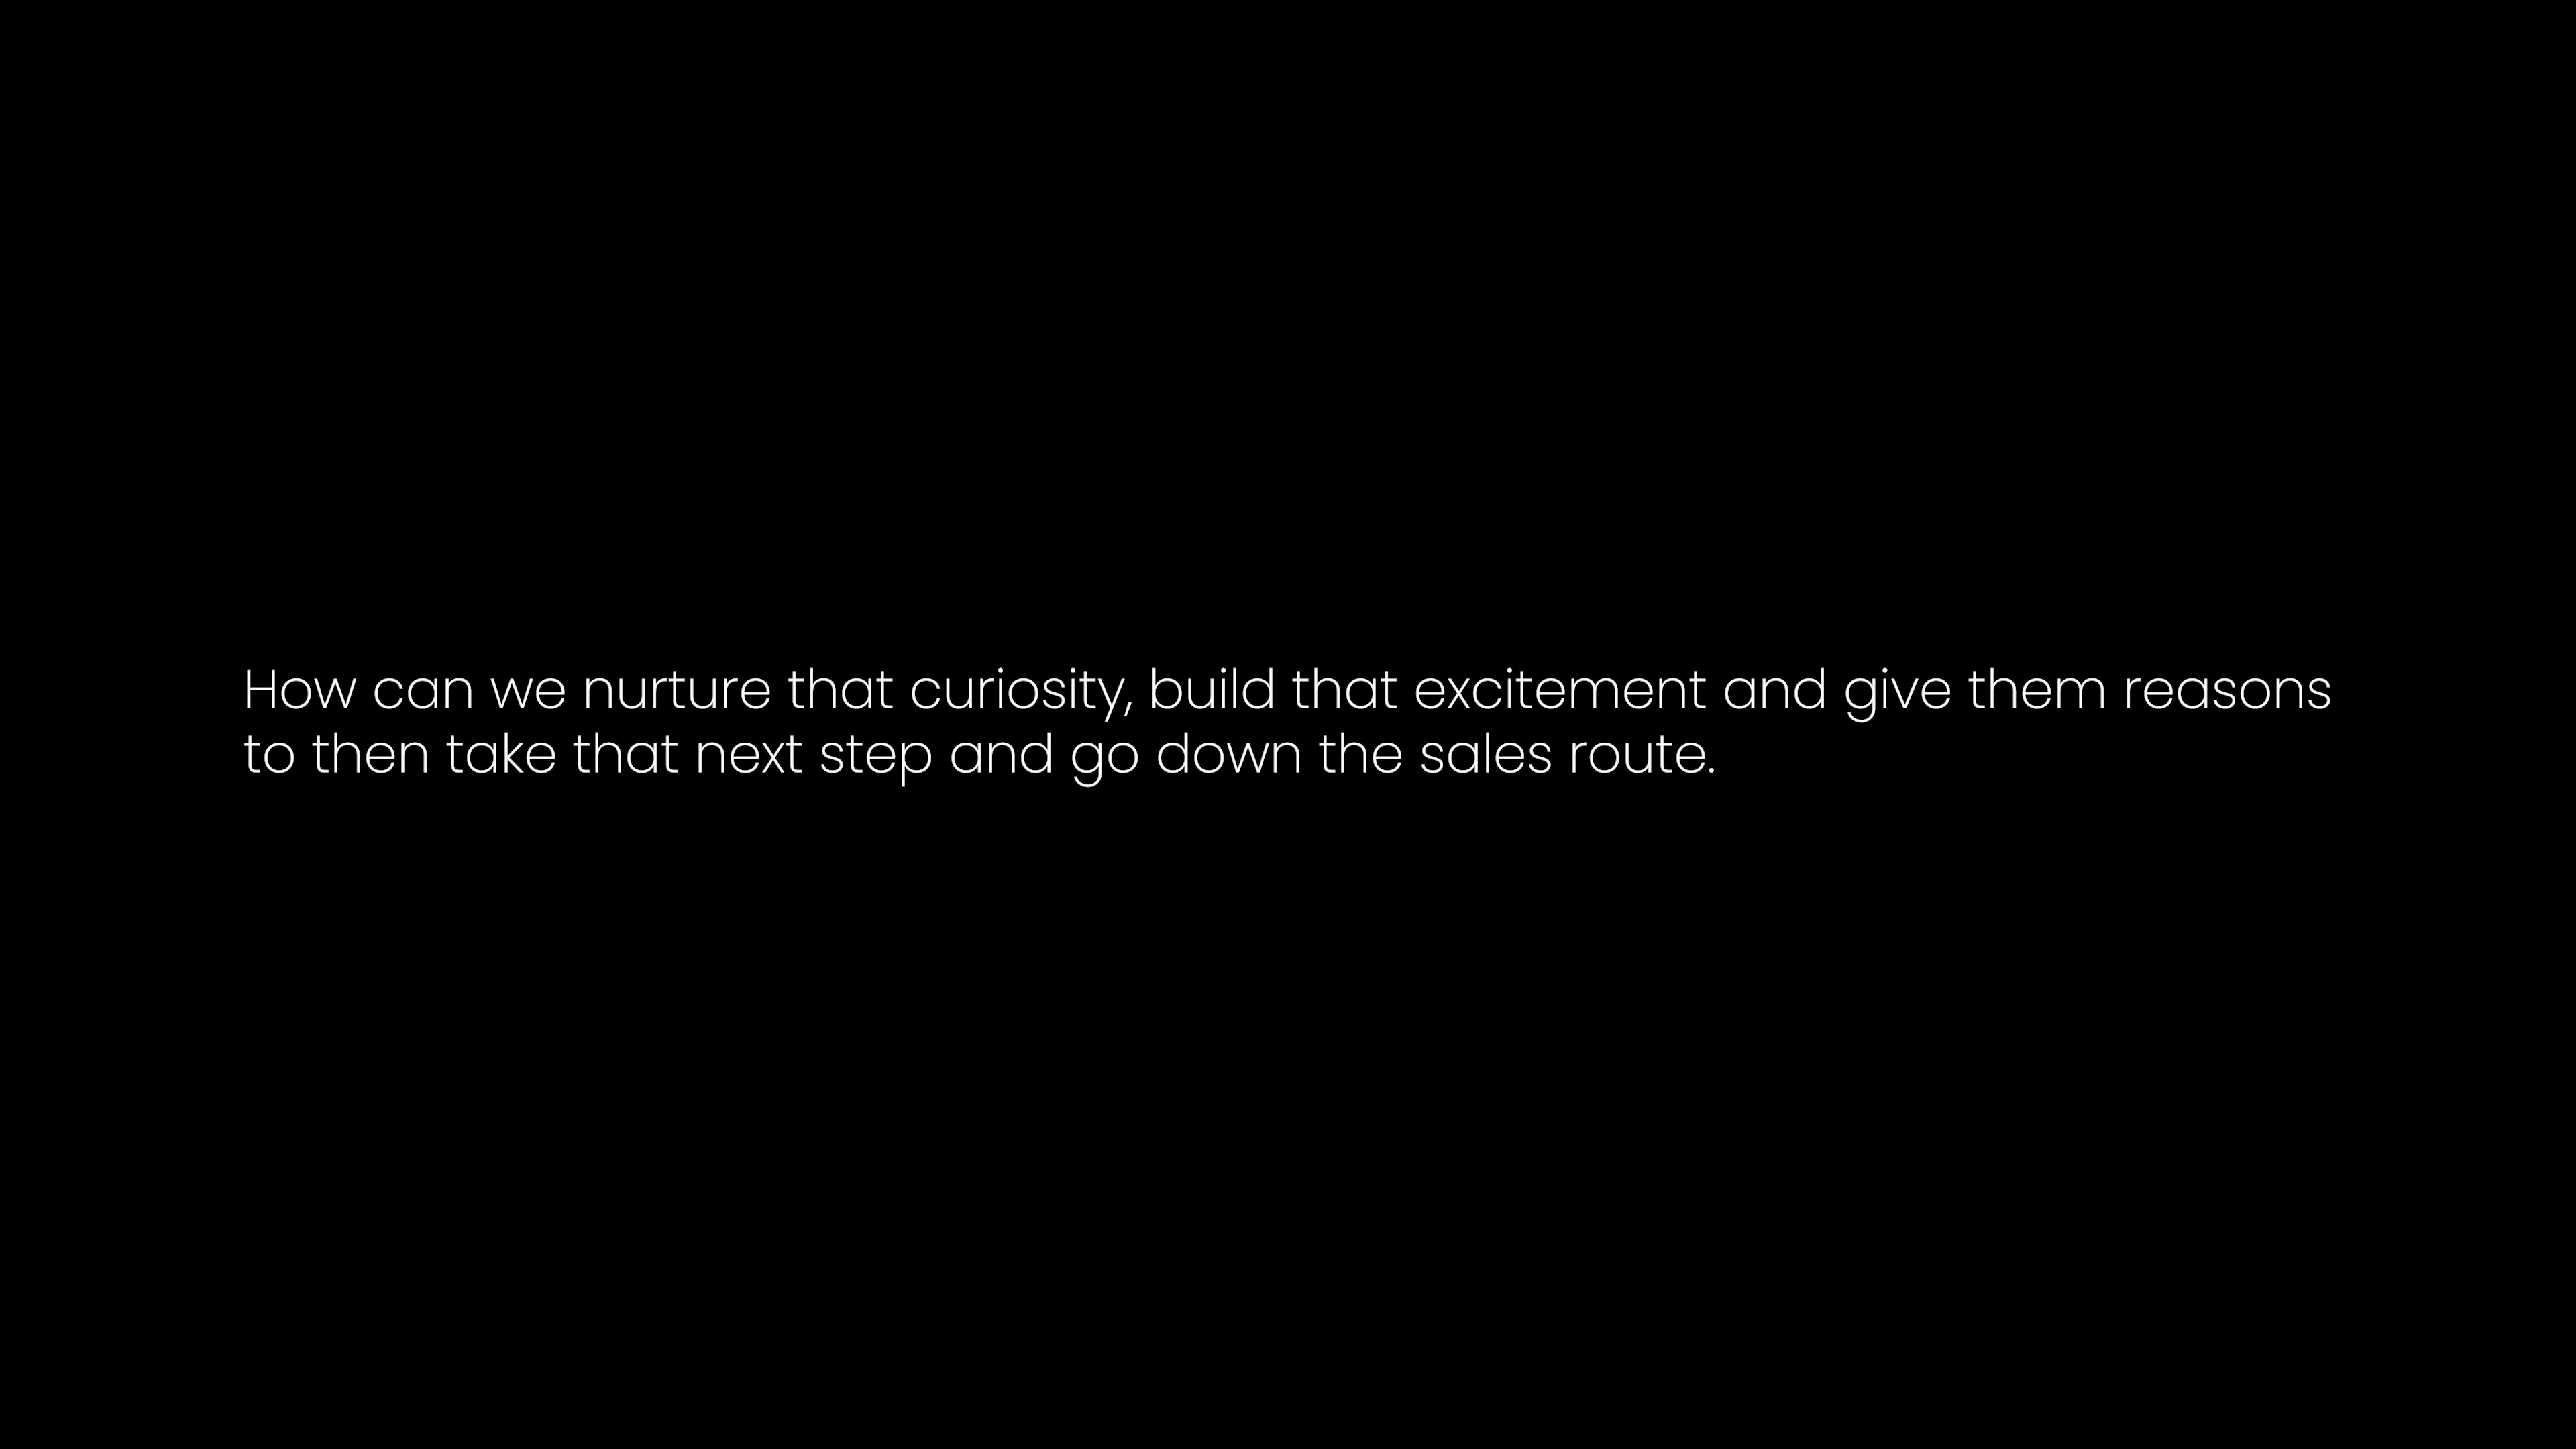 How can we nurture that curiosity, build that excitement and give them reasons
to then take that next step and go down the sales route.